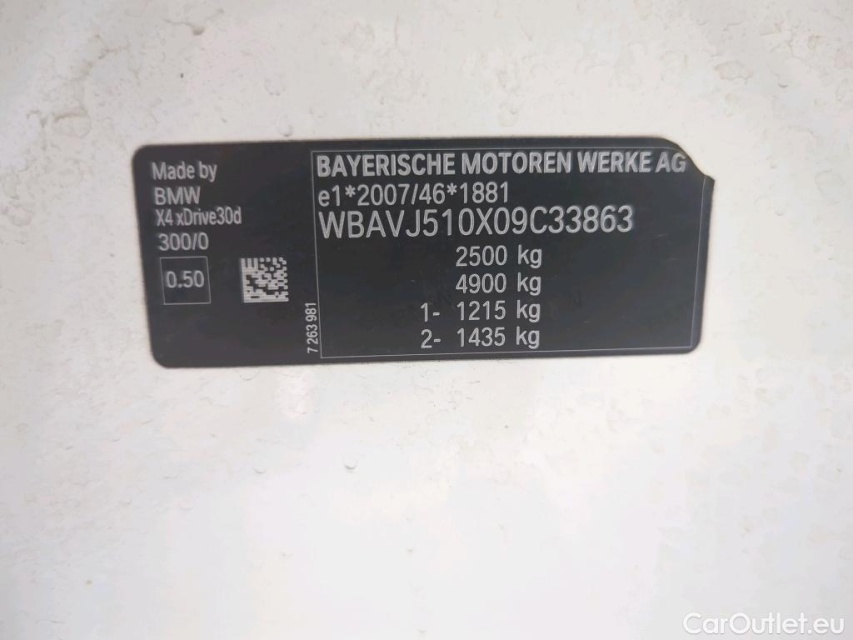 Made by
BMW
X4 xDrive30d
300/0
0.50
7 263 981
BAYERISCHE MOTOREN WERKE AG
e1*2007/46*1881
WBAVJ510X09C33863
2500 kg
4900 kg
1- 1215 kg
2- 1435 kg
CarOutlet.eu